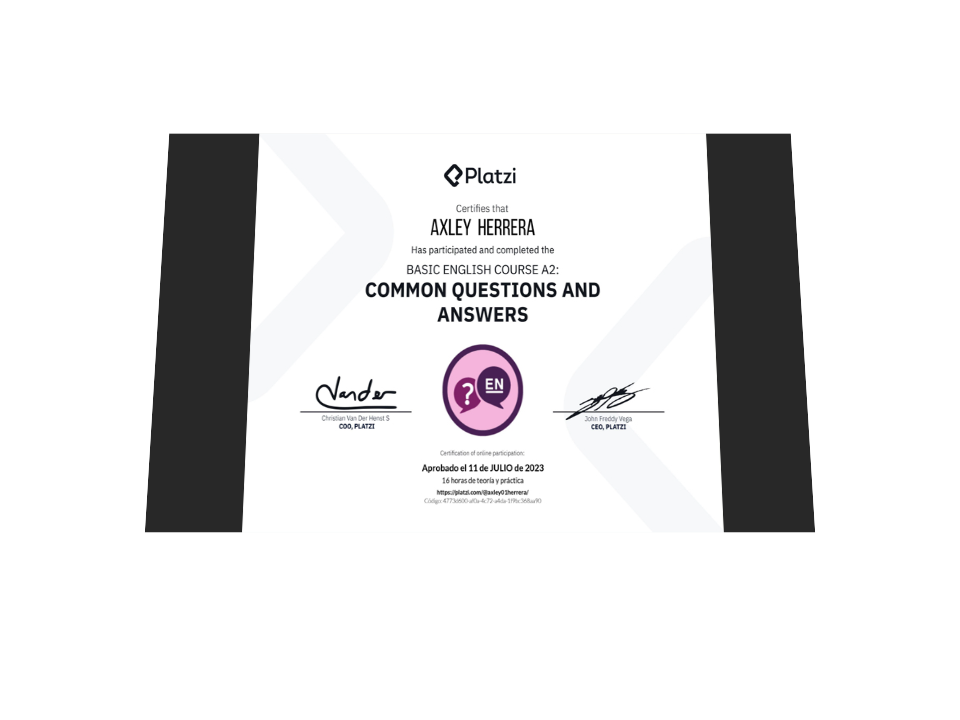 Platzi
Certifies that
AXLEY HERRERA
Has participated and completed the
BASIC ENGLISH COURSE A2:
COMMON QUESTIONS AND
ANSWERS
?
EN
Vander
Christian Van Der Henst S
COO, PLATZI
John Freddy Vega
CEO, PLATZI
Certification of online participation:
Aprobado el 11 de JULIO de 2023
16 horas de teoría y práctica
https://platzi.com/@axley01herrera/
Código: